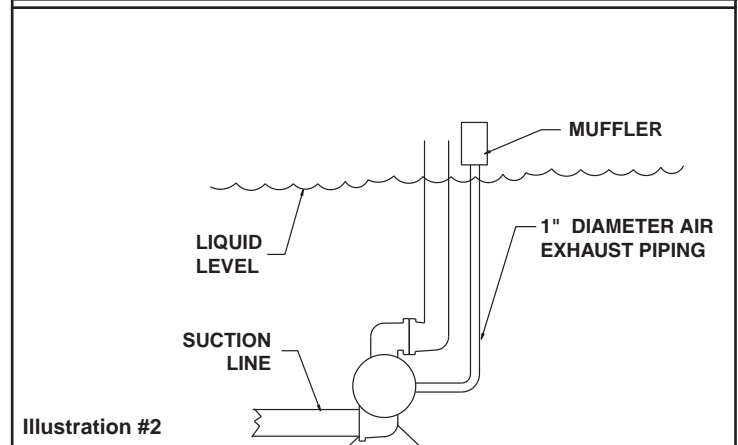 MUFFLER
LIQUID
LEVEL
1" DIAMETER AIR
EXHAUST PIPING
SUCTION
LINE
Illustration #2